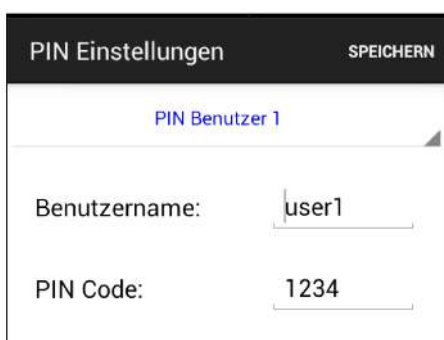 PIN Einstellungen SPEICHERN
PIN Benutzer 1
Benutzername: user1
PIN Code: 1234